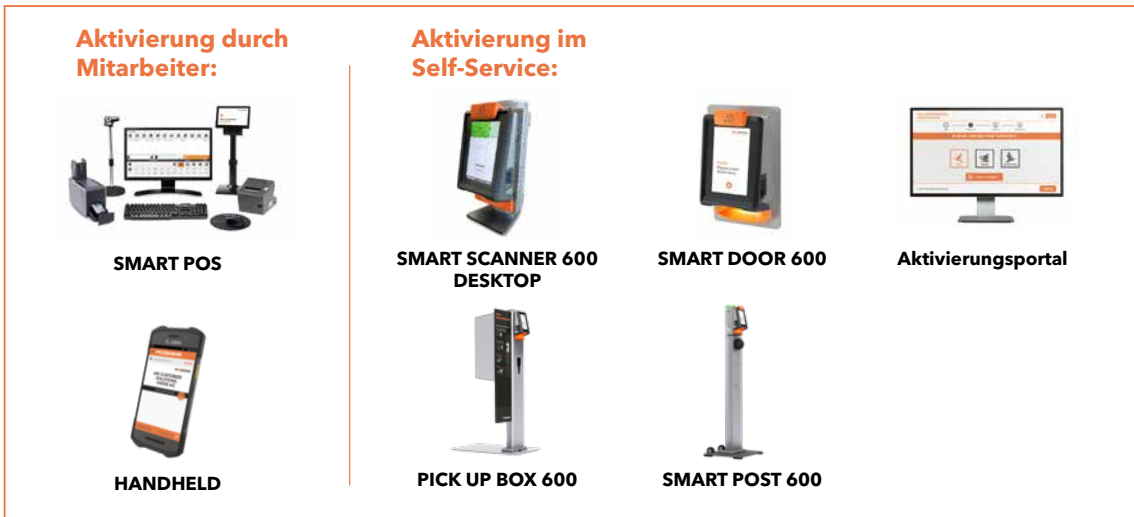 Aktivierung durch
Mitarbeiter:
Aktivierung im
Self-Service:
SMART POS
SMART SCANNER 600
DESKTOP
SMART DOOR 600
Aktivierungsportal
HANDHELD
PICK UP BOX 600
SMART POST 600